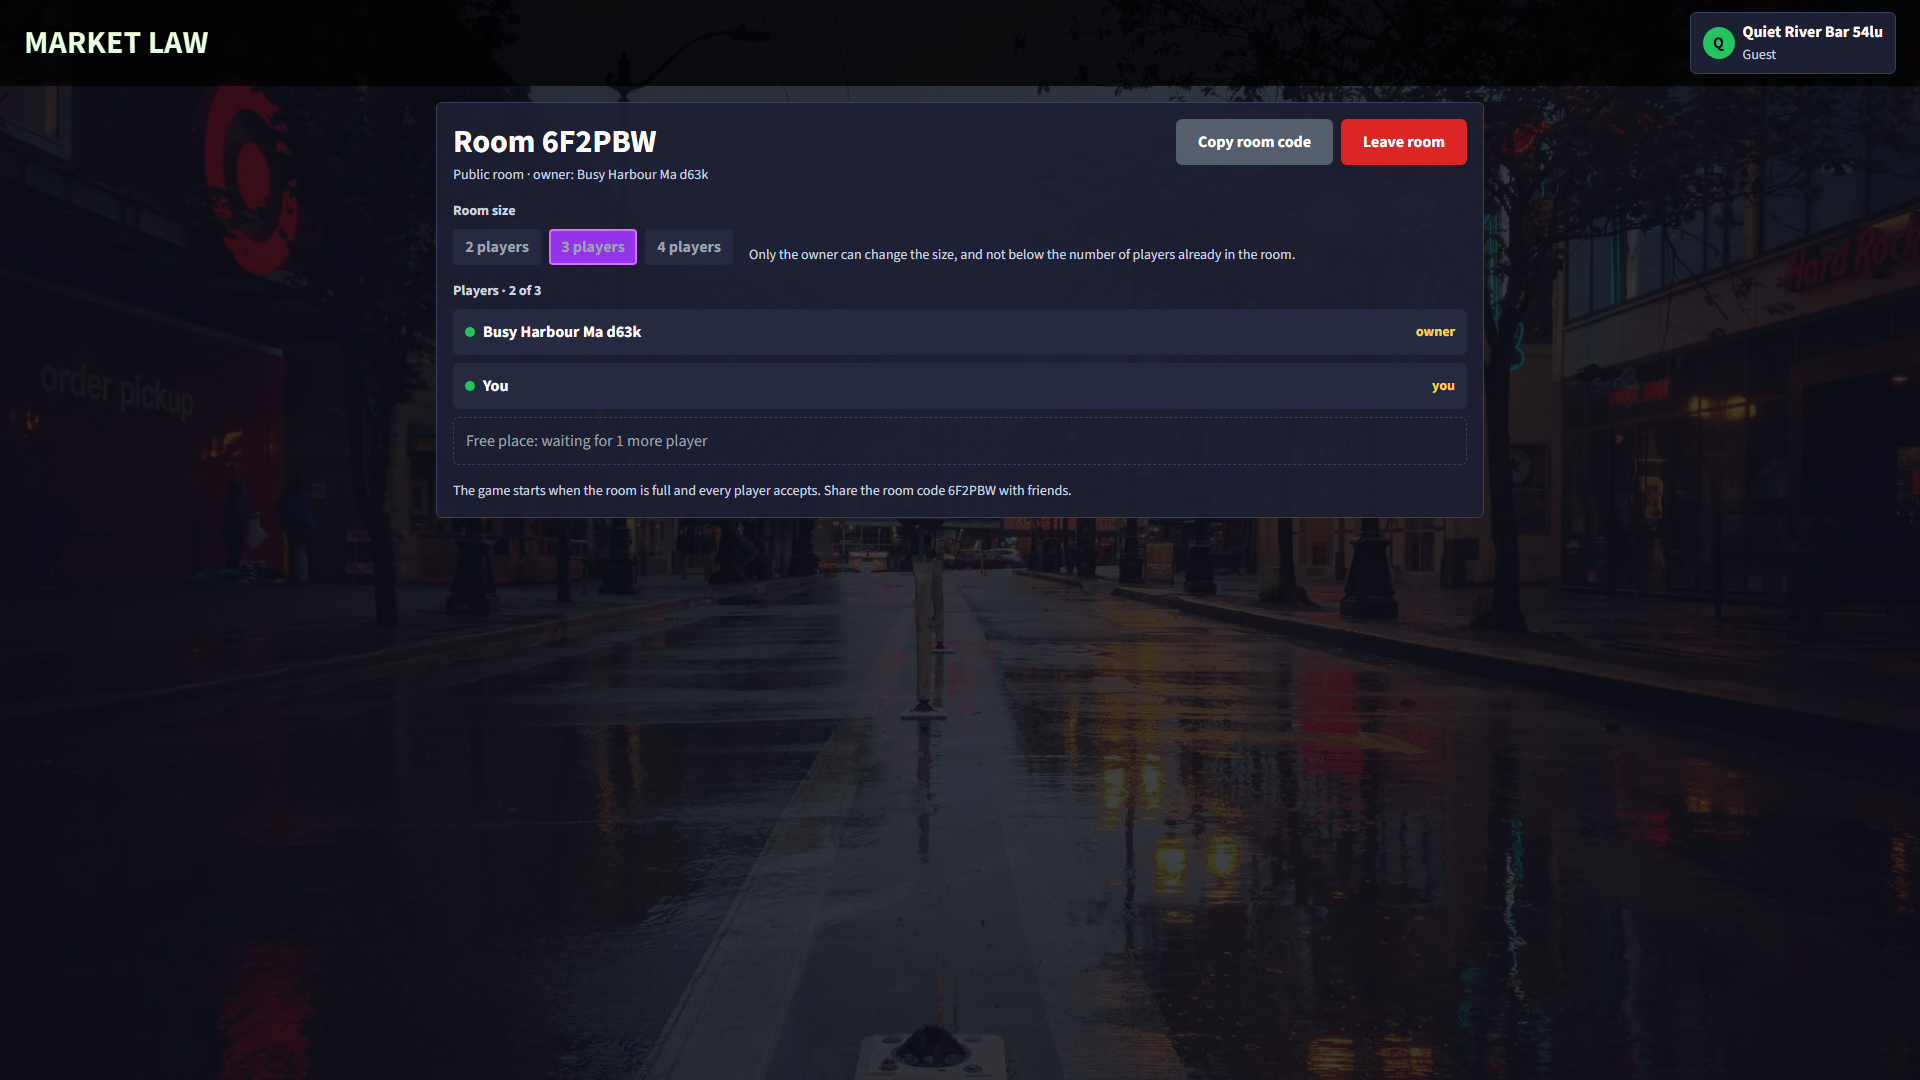 MARKET LAW
Q
Quiet River Bar 54lu
Guest
Room 6F2PBW
Copy room code
Leave room
Public room · owner: Busy Harbour Ma d63k
Room size
2 players
3 players
4 players
Only the owner can change the size, and not below the number of players already in the room.
Players · 2 of 3
Busy Harbour Ma d63k
owner
You
you
Free place: waiting for 1 more player
The game starts when the room is full and every player accepts. Share the room code 6F2PBW with friends.
order pickup
Hard Rock